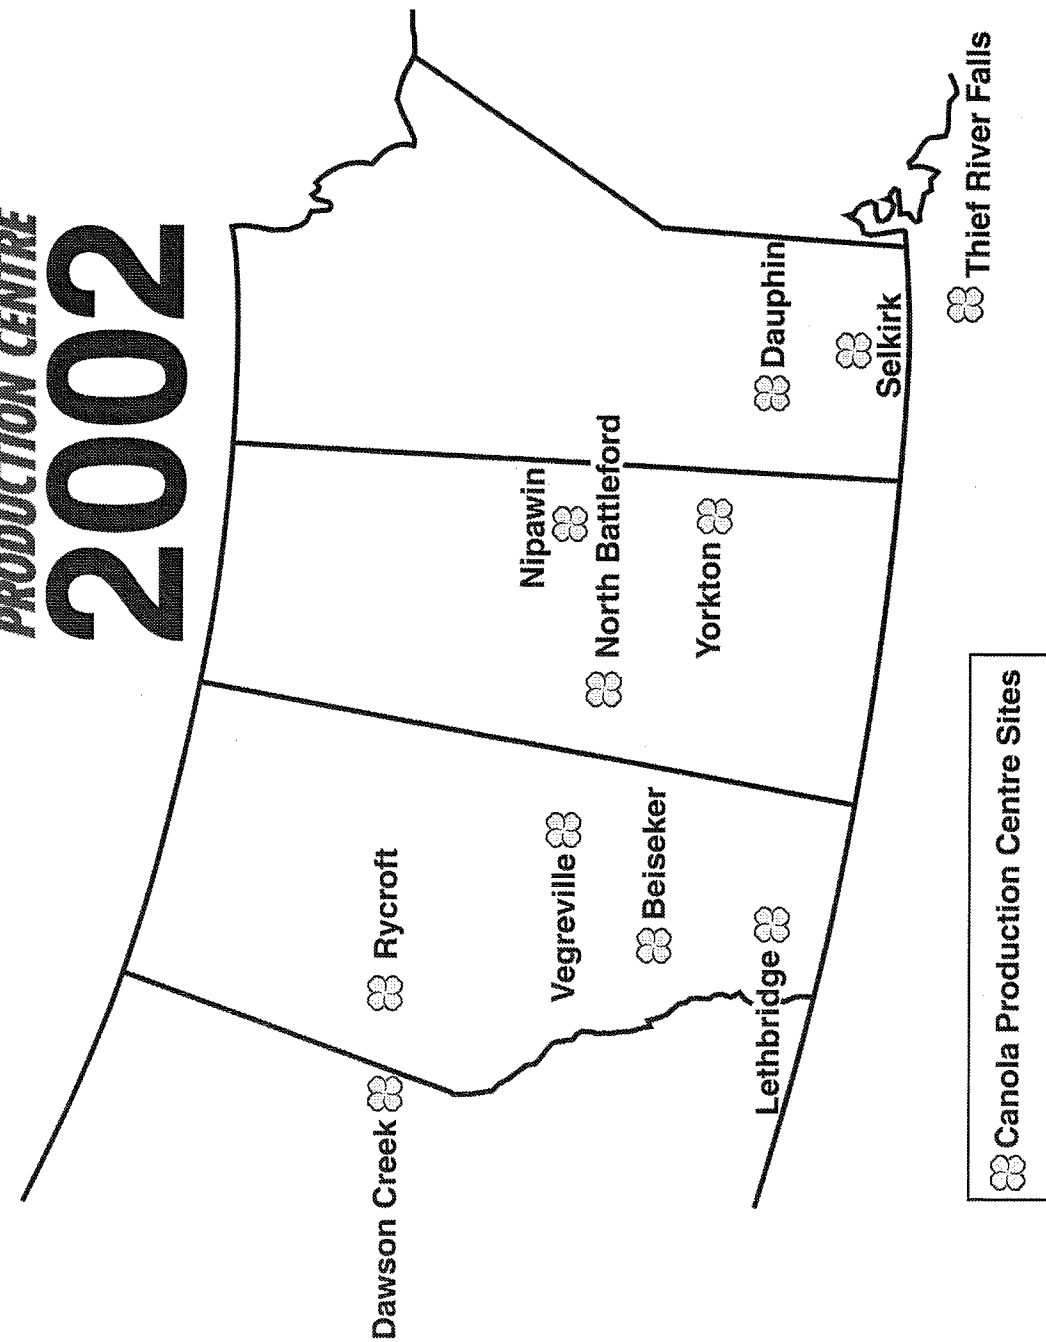 PRODUCTION CENTRE
2002
Dawson Creek
Rycroft
Vegreville
Beiseker
Lethbridge
Nipawin
North Battleford
Yorkton
Dauphin
Selkirk
Thief River Falls
Canola Production Centre Sites